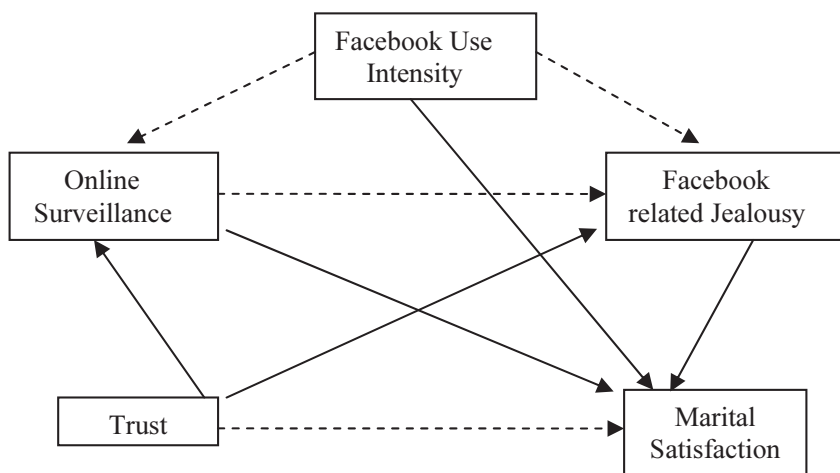 Facebook Use
Intensity
Online
Surveillance
Facebook
related Jealousy
Trust
Marital
Satisfaction